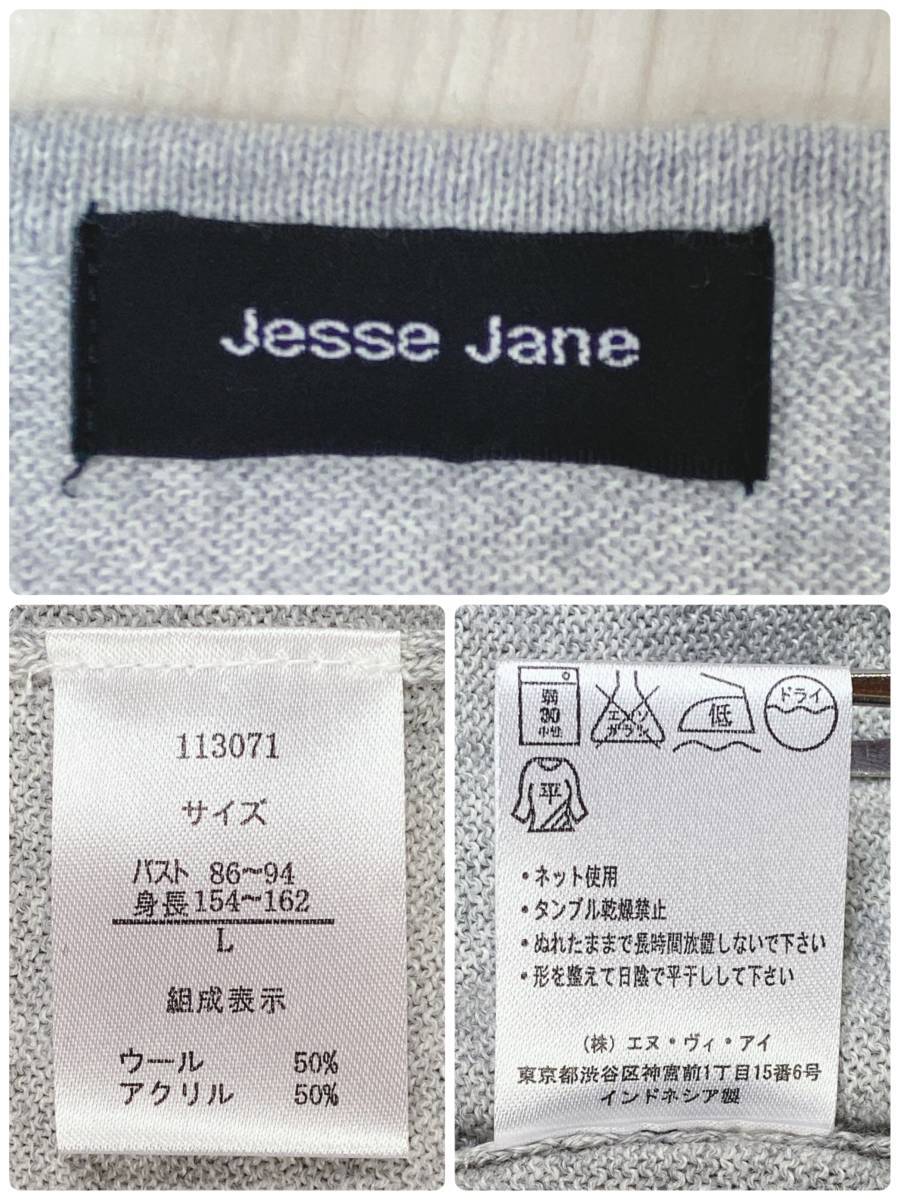 Jesse Jane
113071
サイズ
バスト 86~94
身長 154~162
L
組成表示
ウール 50%
アクリル 50%
弱
30
中性
エンソ
サラシ
低
ドライ
平
・ネット使用
・タンブル乾燥禁止
・ぬれたままで長時間放置しないで下さい
・形を整えて日陰で平干しして下さい
(株)エヌ・ヴィ・アイ
東京都渋谷区神宮前1丁目15番6号
インドネシア製